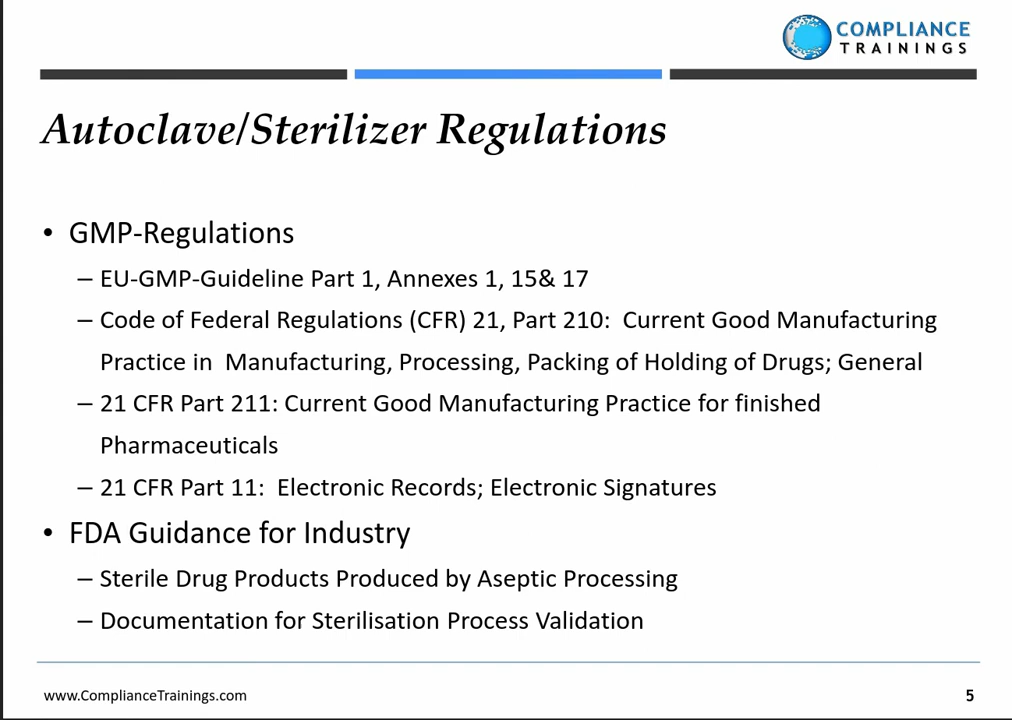 COMPLIANCE
TRAININGS
Autoclave/Sterilizer Regulations
• GMP-Regulations
– EU-GMP-Guideline Part 1, Annexes 1, 15& 17
– Code of Federal Regulations (CFR) 21, Part 210:  Current Good Manufacturing
Practice in  Manufacturing, Processing, Packing of Holding of Drugs; General
– 21 CFR Part 211: Current Good Manufacturing Practice for finished
Pharmaceuticals
– 21 CFR Part 11:  Electronic Records; Electronic Signatures
• FDA Guidance for Industry
– Sterile Drug Products Produced by Aseptic Processing
– Documentation for Sterilisation Process Validation
www.ComplianceTrainings.com
5